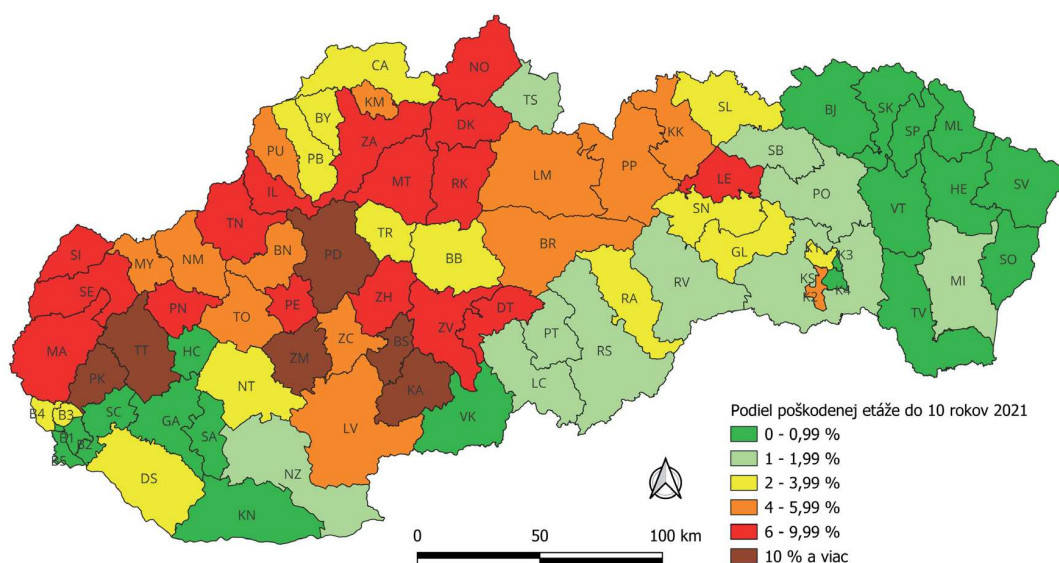 NO
CA
TS
KM
SL
BY
DK
KK
BJ
SK
SP
ML
PU
PB
ZA
SB
LM
PP
IL
MT
RK
LE
HE
SV
PO
VT
TN
SN
TR
BR
GL
SI
MY
NM
BN
PD
BB
K3
SO
RV
KS
K2
K4
MI
SE
PN
PE
ZH
RA
TV
TO
DT
MA
TT
HC
ZM
ZC
BS
ZV
PT
RS
PK
NT
KA
LC
B4
B3
SC
GA
SA
LV
VK
B1
B2
B5
DS
NZ
KN
0 50 100 km
Podiel poškodenej etáže do 10 rokov 2021
0 - 0,99 %
1 - 1,99 %
2 - 3,99 %
4 - 5,99 %
6 - 9,99 %
10 % a viac